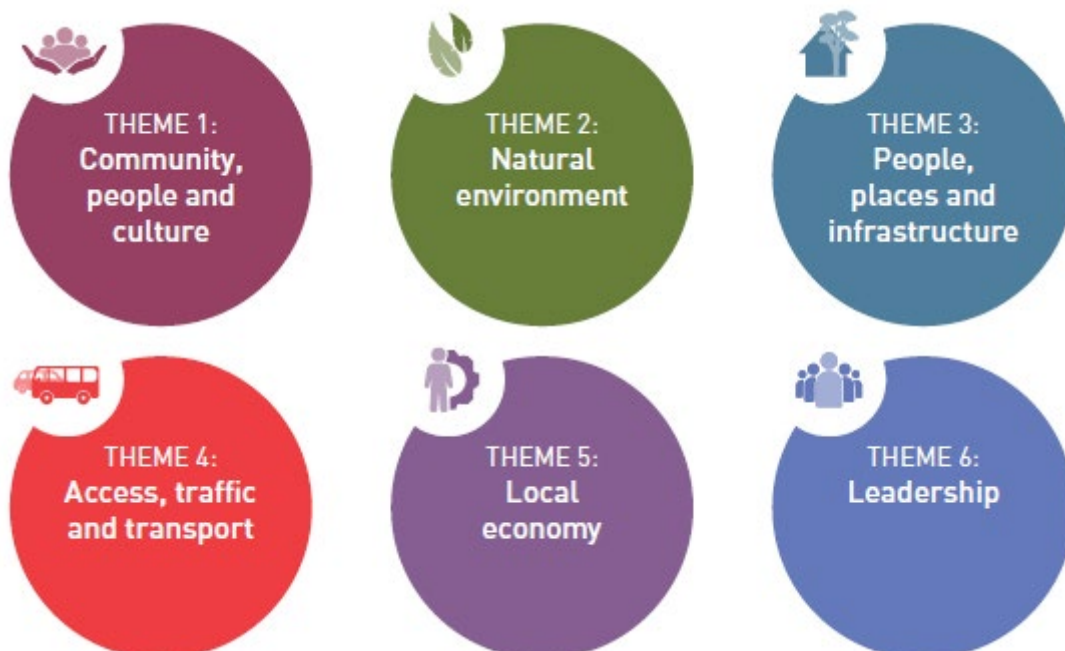 THEME 1:
Community,
people and
culture
THEME 2:
Natural
environment
THEME 3:
People,
places and
infrastructure
THEME 4:
Access, traffic
and transport
THEME 5:
Local
economy
THEME 6:
Leadership